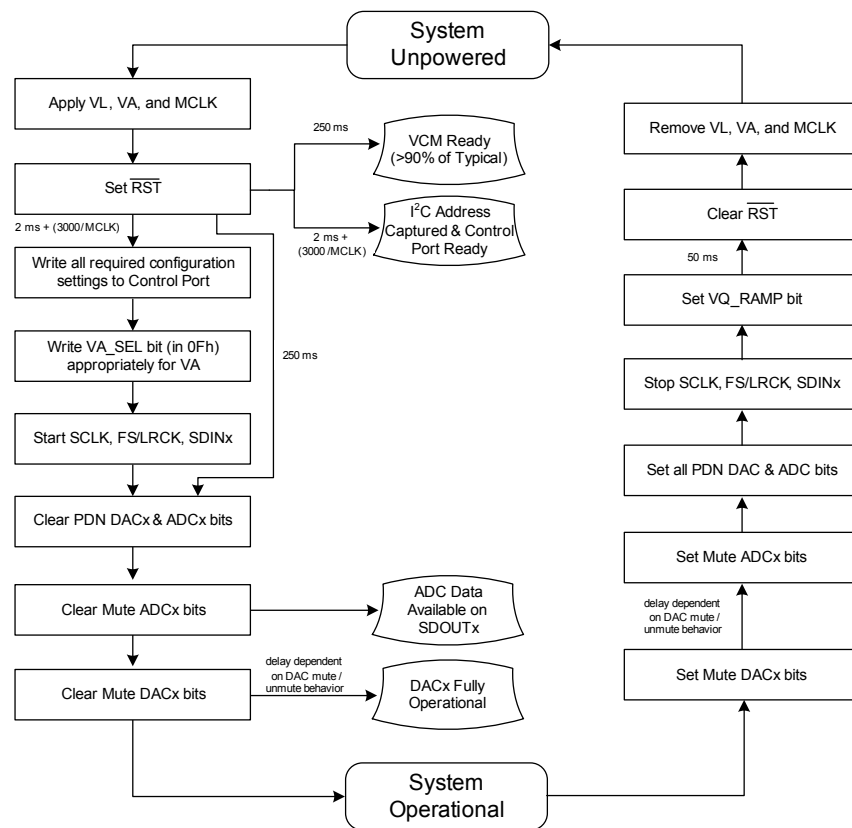 System
Unpowered
Apply VL, VA, and MCLK
Set RST
2 ms + (3000/MCLK)
Write all required configuration
settings to Control Port
Write VA_SEL bit (in 0Fh)
appropriately for VA
Start SCLK, FS/LRCK, SDINx
250 ms
Clear PDN DACx & ADCx bits
Clear Mute ADCx bits
Clear Mute DACx bits
250 ms
VCM Ready
(>90% of Typical)
2 ms +
(3000/MCLK)
I²C Address
Captured & Control
Port Ready
ADC Data
Available on
SDOUTx
delay dependent
on DAC mute /
unmute behavior
DACx Fully
Operational
System
Operational
Remove VL, VA, and MCLK
Clear RST
50 ms
Set VQ_RAMP bit
Stop SCLK, FS/LRCK, SDINx
Set all PDN DAC & ADC bits
Set Mute ADCx bits
delay dependent
on DAC mute /
unmute behavior
Set Mute DACx bits